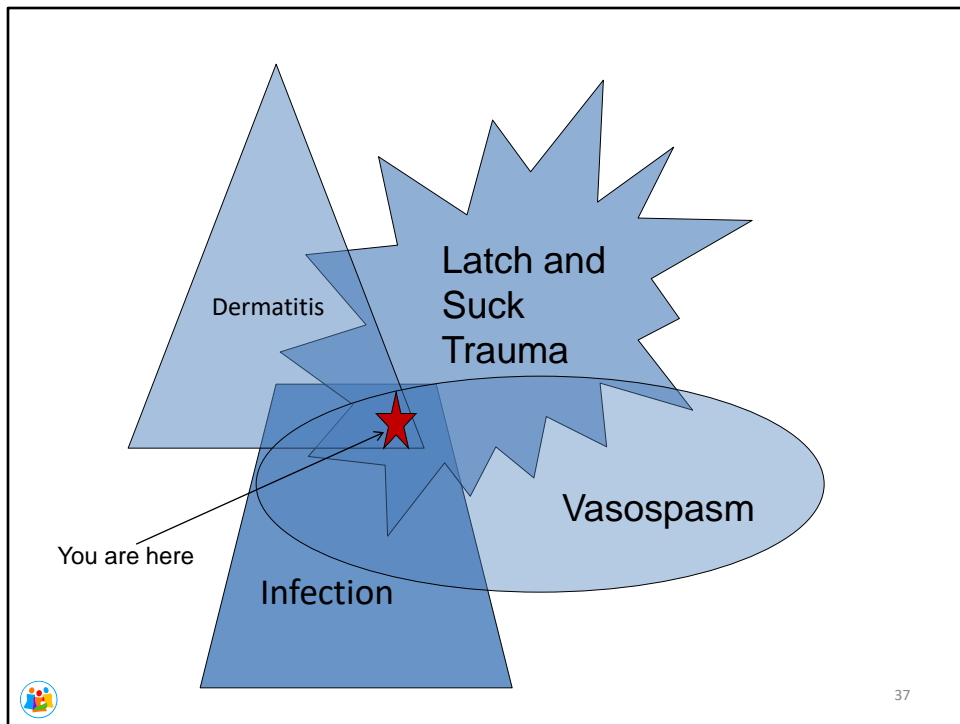 Latch and
Suck
Trauma
Dermatitis
Vasospasm
You are here
Infection
37